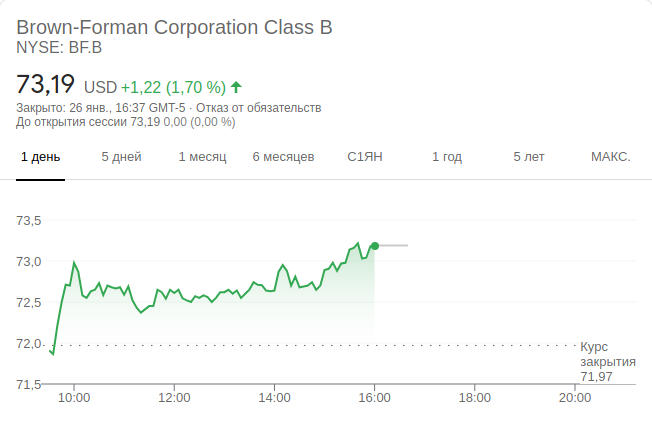 Brown-Forman Corporation Class B
NYSE: BF.B
73,19 USD +1,22 (1,70 %)
Закрыто: 26 янв., 16:37 GMT-5 · Отказ от обязательств
До открытия сессии 73,19 0,00 (0,00 %)
1 день 5 дней 1 месяц 6 месяцев С1ЯН 1 год 5 лет МАКС.
73,5
73,0
72,5
72,0
Курс
закрытия
71,97
71,5
10:00 12:00 14:00 16:00 18:00 20:00